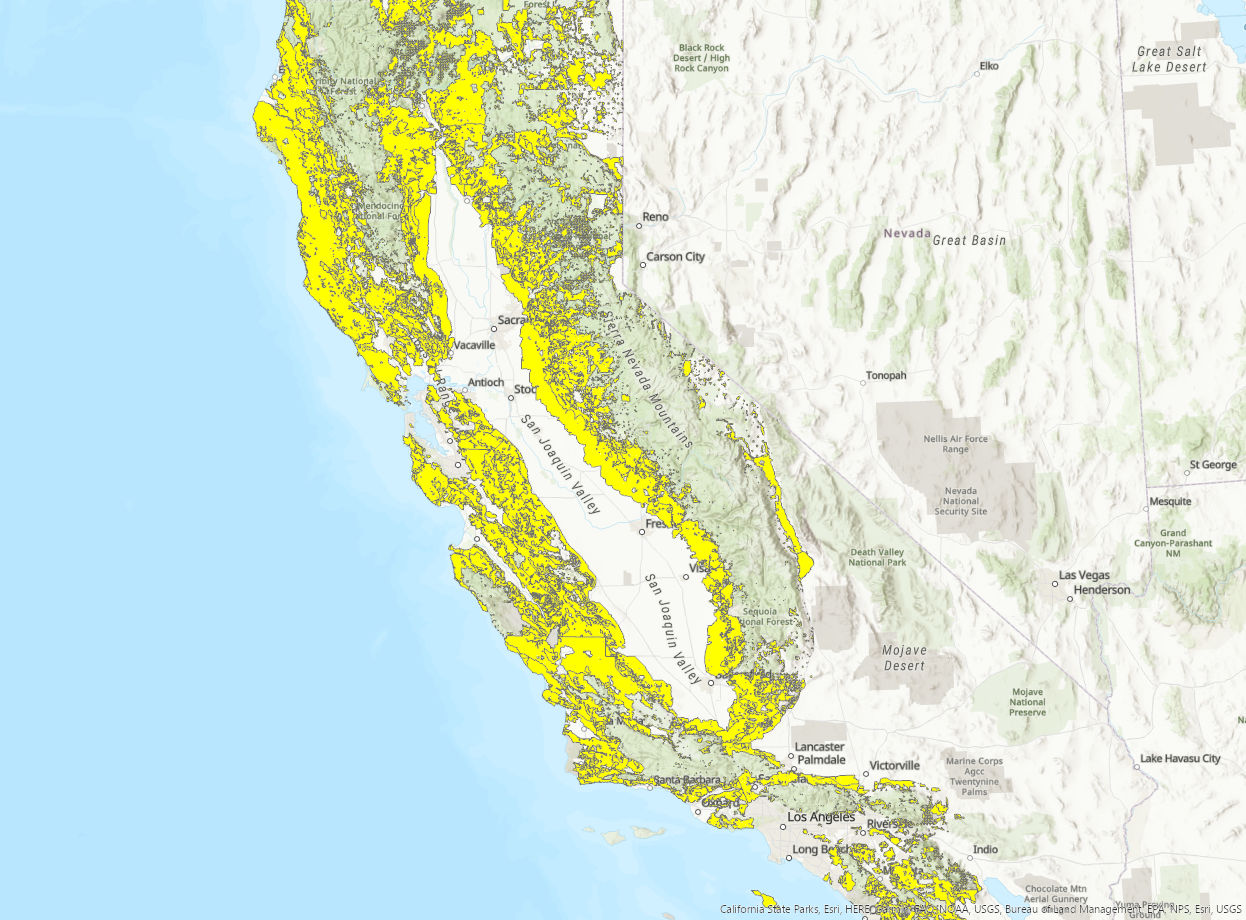 Forest
Great Salt
Lake Desert
Black Rock
Desert / High
Rock Canyon
Elko
Trinity National
Forest
Mendocino
National Fo
Reno
Nevada
Great Basin
Carson City
Sacra
Vacaville
Sierra Nevada Mountains
Tonopah
Antioch
Stoc
San Joaquin Valley
Nellis Air Force
Range
St George
Nevada
National
Security Site
Mesquite
Fres
Grand
Canyon-Parashant
NM
Death Valley
National Park
Visa
Las Vegas
Henderson
San Joaquin Valley
Sequoia
ional Forest
Mojave
Desert
Mojave
National
Preserve
Lancaster
Palmdale
Victorville
Marine Corps
Agcc
Twentynine
Palms
Lake Havasu City
Santa Barbara
Oxnard
Los Angeles
Riverside
Long Beach
Indio
Chocolate Mtn
Aerial Gunnery
Yuma Proving
Ground
California State Parks, Esri, HERE, Garmin, FAO, NOAA, USGS, Bureau of Land Management, EPA, NPS, Esri, USGS